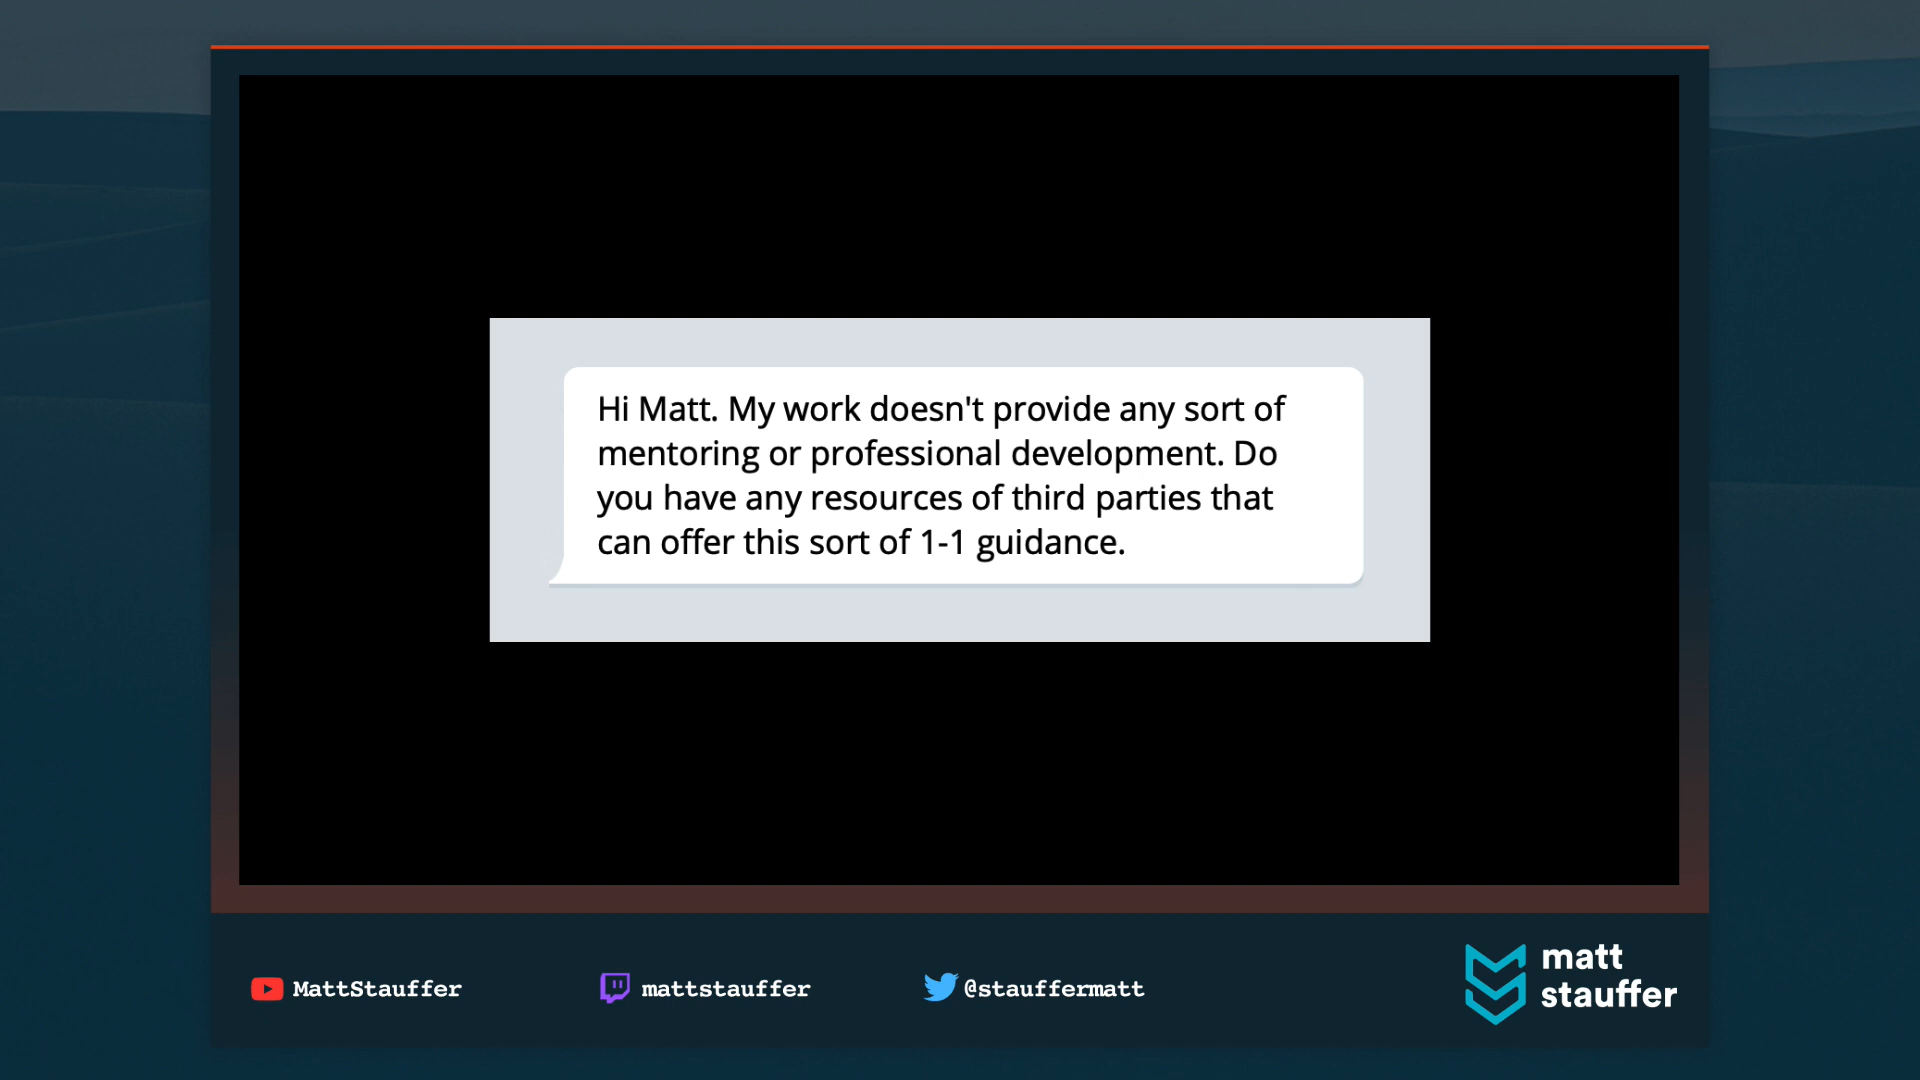 Hi Matt. My work doesn't provide any sort of
mentoring or professional development. Do
you have any resources of third parties that
can offer this sort of 1-1 guidance.
MattStauffer
mattstauffer
@stauffermatt
matt
stauffer